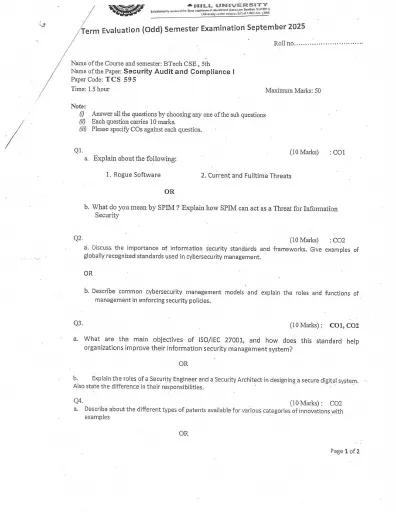 HILL UNIVERSITY
Term Evaluation (Odd) Semester Examination September 2025
Roll no..............................
Name of the Course and semester: BTech CSE , 5th
Name of the Paper: Security Audit and Compliance I
Paper Code: TCS 595
Time: 1.5 hour Maximum Marks: 50
Note:
(i) Answer all the questions by choosing any one of the sub questions
(ii) Each question carries 10 marks.
(iii) Please specify COs against each question.
Q1. (10 Marks) : CO1
a. Explain about the following:
1. Rogue Software 2. Current and Fulltima Threats
OR
b. What do you mean by SPIM ? Explain how SPIM can act as a Threat for Information
Security
Q2. (10 Marks) : CO2
a. Discuss the importance of information security standards and frameworks. Give examples of
globally recognized standards used in cybersecurity management.
OR
b. Describe common cybersecurity management models and explain the roles and functions of
management in enforcing security policies.
Q3. (10 Marks) : CO1, CO2
a. What are the main objectives of ISO/IEC 27001, and how does this standard help
organizations improve their information security management system?
OR
b. Explain the roles of a Security Engineer and a Security Architect in designing a secure digital system.
Also state the difference in their responsibilities.
Q4. (10 Marks) : CO2
a. Describe about the different types of patents available for various categories of innovations with
examples
OR
Page 1 of 2